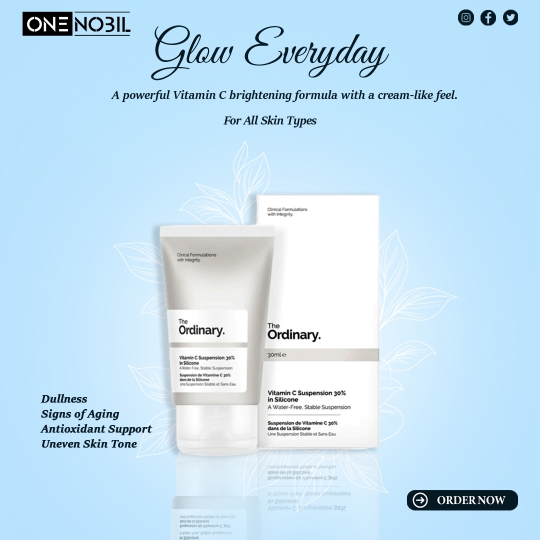 ONE NOBIL
Glow Everyday
A powerful Vitamin C brightening formula with a cream-like feel.
For All Skin Types
Clinical Formulations
with Integrity.
Clinical Formulations
with Integrity.
The
Ordinary.
Vitamin C Suspension 30%
in Silicone
A Water-Free, Stable Suspension
Suspension de Vitamine C 30%
dans de la Silicone
Une Suspension Stable et Sans Eau
The
Ordinary.
30ml e
Vitamin C Suspension 30%
in Silicone
A Water-Free, Stable Suspension
Suspension de Vitamine C 30%
dans de la Silicone
Une Suspension Stable et Sans Eau
Dullness
Signs of Aging
Antioxidant Support
Uneven Skin Tone
ORDER NOW